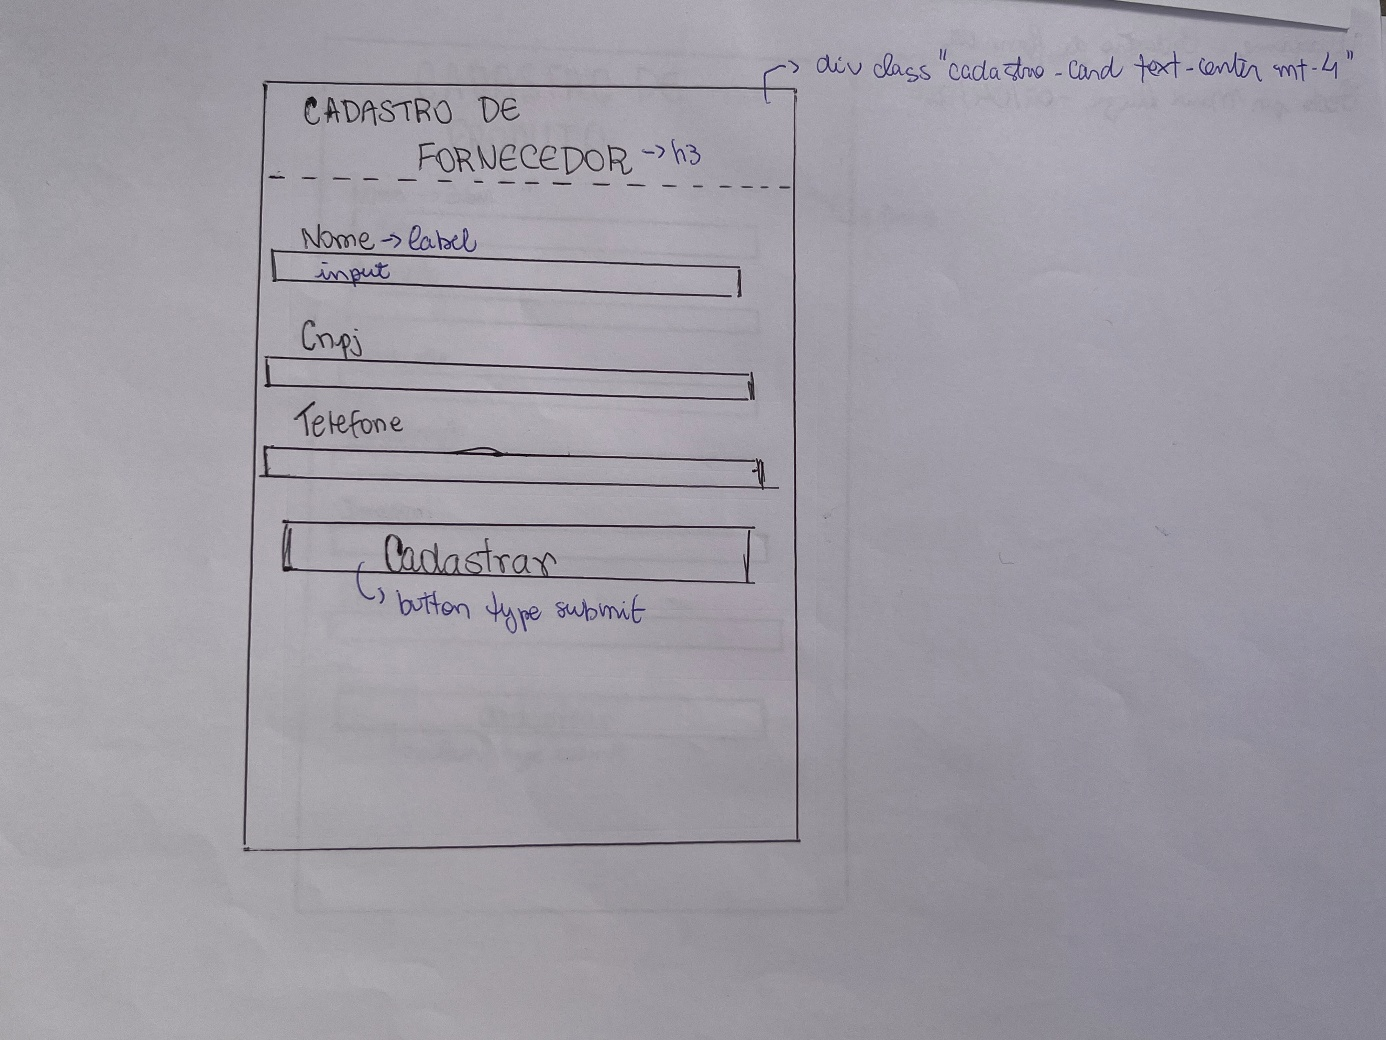 div class "cadastro-card text-center mt-4"
CADASTRO DE
FORNECEDOR → h3
Nome → label
input
Cnpj
Telefone
Cadastrar
button type submit